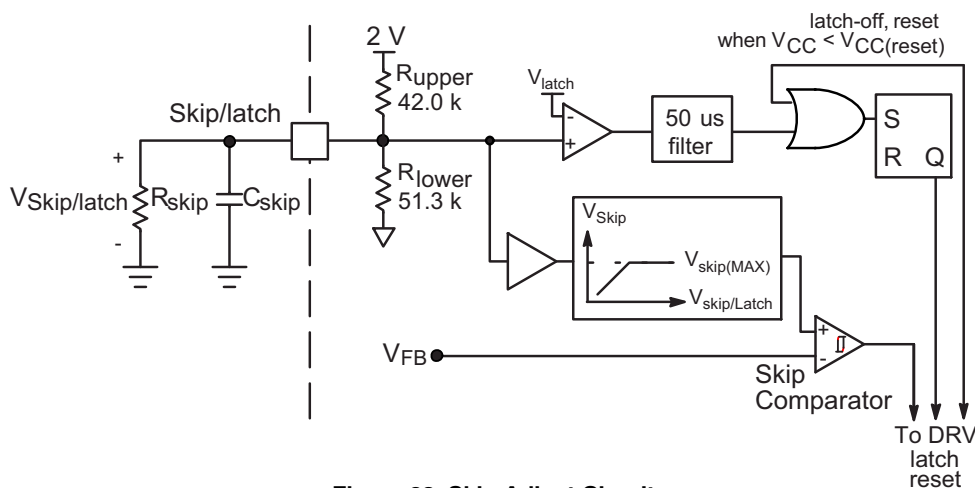 latch-off, reset
when VCC < VCC(reset)
2 V
Rupper
42.0 k
Vlatch
-
+
50 us
filter
S
R Q
Skip/latch
+
VSkip/latch
-
Rskip
Cskip
Rlower
51.3 k
VSkip
Vskip(MAX)
Vskip/Latch
+
-
VFB
Skip
Comparator
To DRV
latch
reset
Skip Adjust Circuit